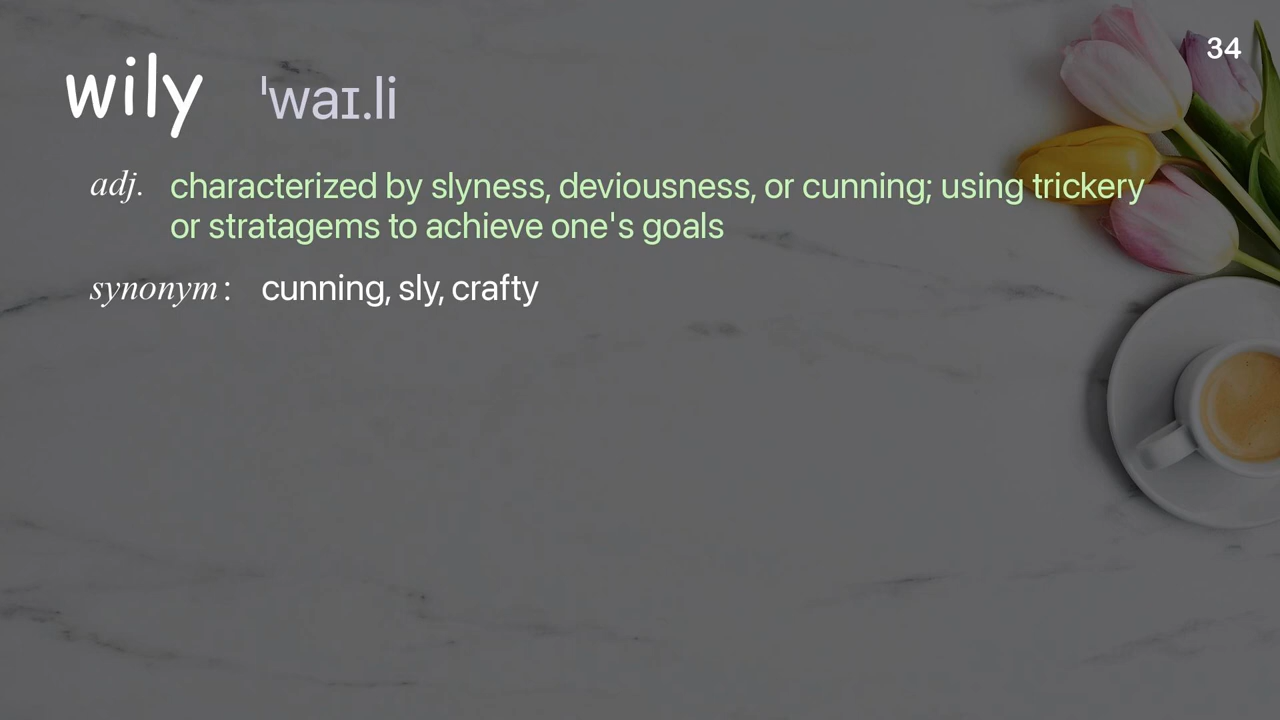 34
wily ˈwaɪ.li
adj. characterized by slyness, deviousness, or cunning; using trickery
or stratagems to achieve one's goals
synonym : cunning, sly, crafty